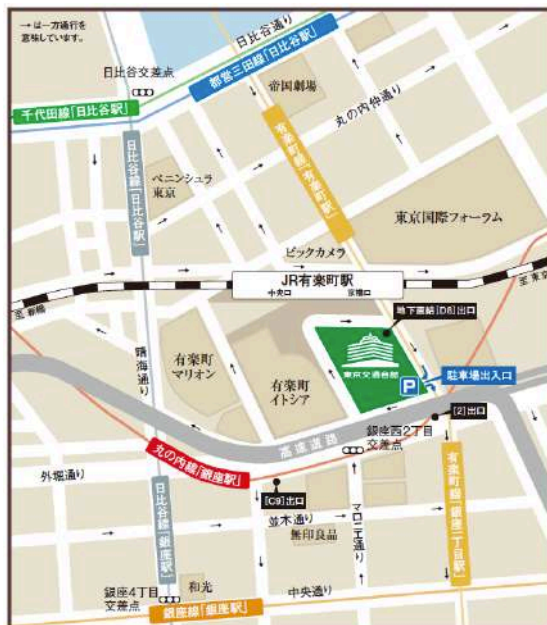 →は一方通行を
意味しています。
日比谷通り
日比谷交差点
都営三田線「日比谷駅」
帝国劇場
千代田線「日比谷駅」
丸の内仲通り
日比谷線「日比谷駅」
有楽町線「有楽町駅」
ペニンシュラ
東京
東京国際フォーラム
ビックカメラ
JR有楽町駅
中央口
京橋口
至新橋
至東京
地下直結[D8]出口
晴海通り
有楽町
マリオン
有楽町
イトシア
東京交通会館
P
駐車場出入口
[2]出口
高速道路
銀座西2丁目
交差点
丸の内線「銀座駅」
外堀通り
[C9]出口
並木通り
マロニエ通り
有楽町線「銀座一丁目駅」
日比谷線「銀座駅」
無印良品
和光
中央通り
銀座4丁目
交差点
銀座線「銀座駅」